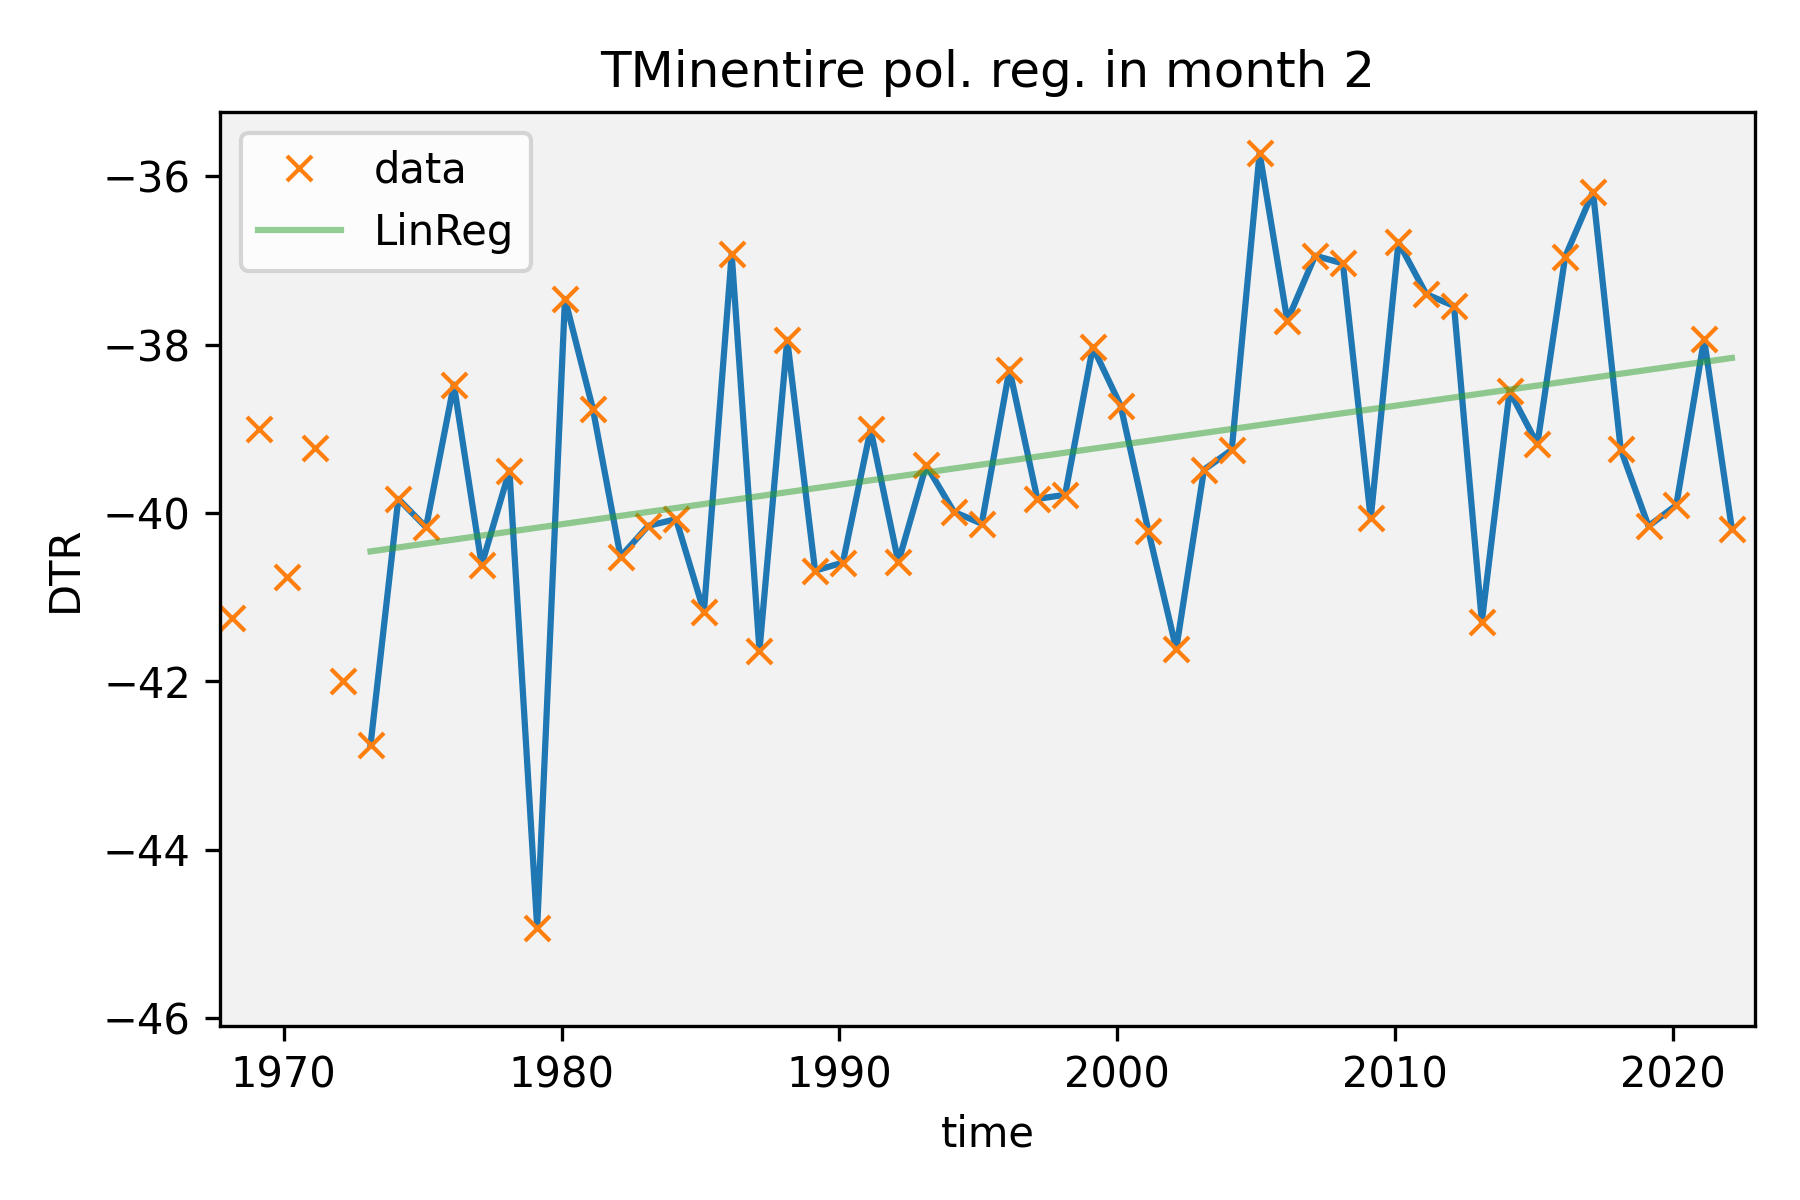 TMinentire pol. reg. in month 2
data
LinReg
−36
−38
−40
−42
−44
−46
DTR
1970 1980 1990 2000 2010 2020
time